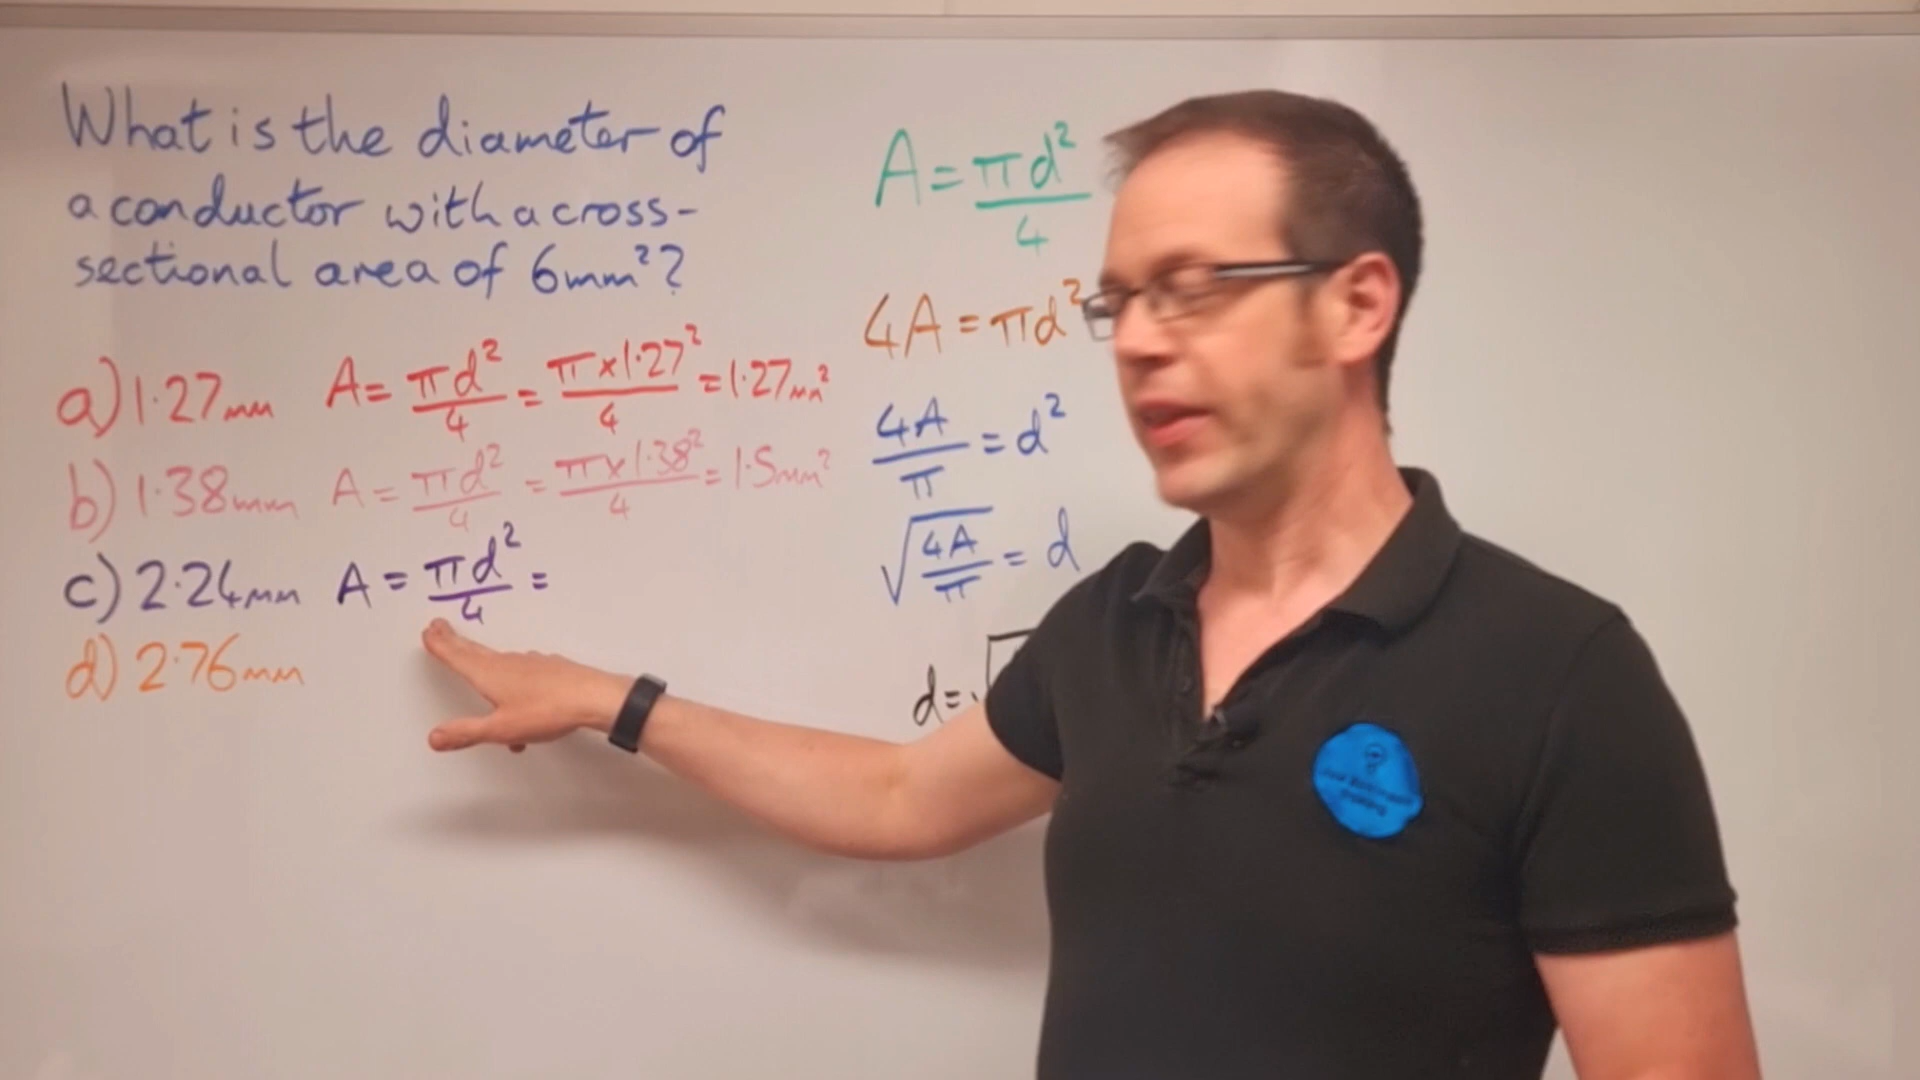 What is the diameter of
a conductor with a cross-
sectional area of 6mm²?
a) 1.27mm A = πd²/4 = π×1.27²/4 = 1.27mm²
b) 1.38mm A = πd²/4 = π×1.38²/4 = 1.5mm²
c) 2.24mm A = πd²/4 =
d) 2.76mm
A = πd²/4
4A = πd²
4A/π = d²
√4A/π = d
d = √